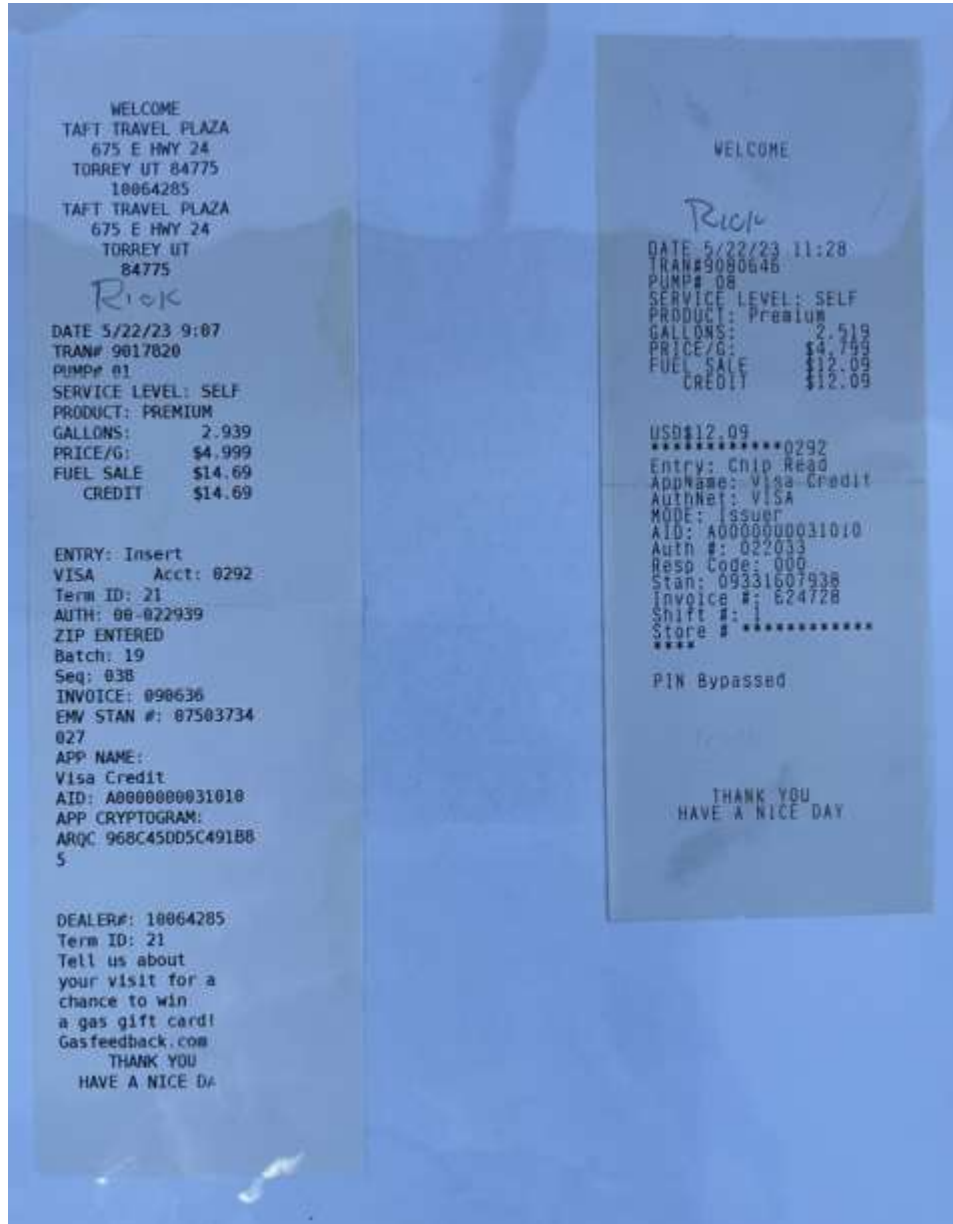 WELCOME
TAFT TRAVEL PLAZA
675 E HWY 24
TORREY UT 84775
10064285
TAFT TRAVEL PLAZA
675 E HWY 24
TORREY UT
84775
Rick
DATE 5/22/23 9:07
TRAN# 9017820
PUMP# 01
SERVICE LEVEL: SELF
PRODUCT: PREMIUM
GALLONS: 2.939
PRICE/G: $4.999
FUEL SALE $14.69
CREDIT $14.69
ENTRY: Insert
VISA Acct: 0292
Term ID: 21
AUTH: 00-022939
ZIP ENTERED
Batch: 19
Seq: 038
INVOICE: 090636
EMV STAN #: 07503734
027
APP NAME:
Visa Credit
AID: A0000000031010
APP CRYPTOGRAM:
ARQC 968C45DD5C491BB
5
DEALER#: 10064285
Term ID: 21
Tell us about
your visit for a
chance to win
a gas gift card!
Gasfeedback.com
THANK YOU
HAVE A NICE DA
WELCOME
Rick
DATE 5/22/23 11:28
TRAN#9080646
PUMP# 08
SERVICE LEVEL: SELF
PRODUCT: Premium
GALLONS: 2.519
PRICE/G: $4.799
FUEL SALE $12.09
CREDIT $12.09
USD$12.09
************0292
Entry: Chip Read
AppName: Visa Credit
AuthNet: VISA
MODE: Issuer
AID: A0000000031010
Auth #: 022033
Resp Code: 000
Stan: 09331607938
Invoice #: 624728
Shift #: 1
Store # ************
****
PIN Bypassed
THANK YOU
HAVE A NICE DAY